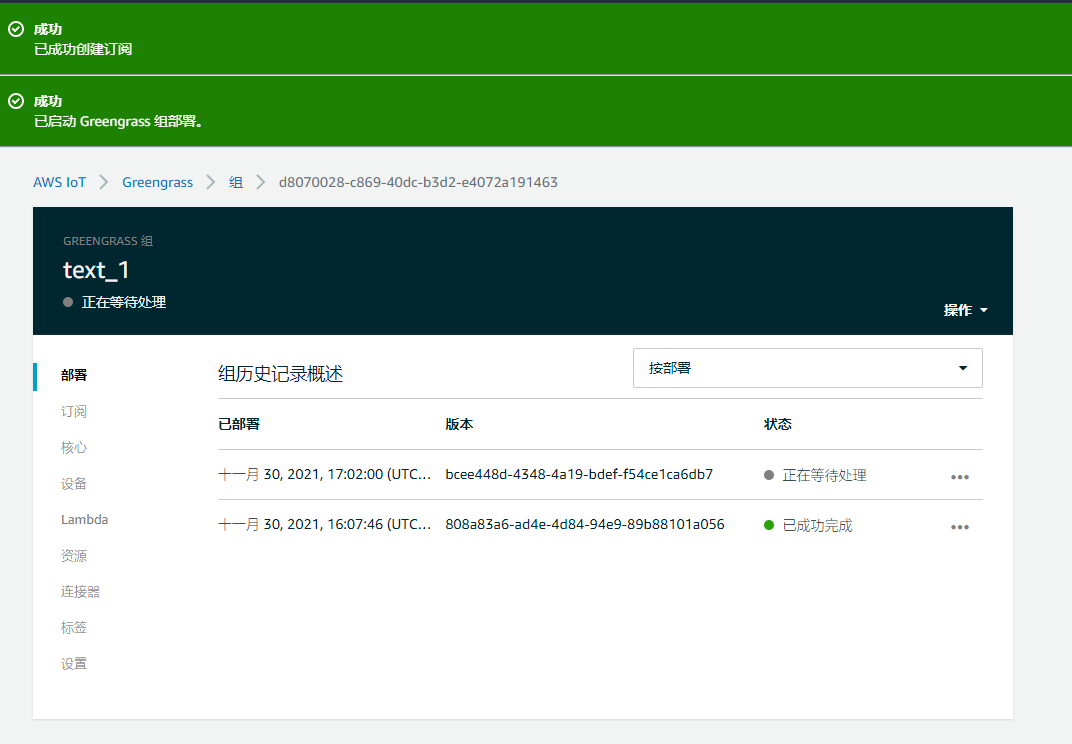 成功
已成功创建订阅
成功
已启动 Greengrass 组部署。
AWS IoT Greengrass 组 d8070028-c869-40dc-b3d2-e4072a191463
GREENGRASS 组
text_1
正在等待处理
操作
部署
订阅
核心
设备
Lambda
资源
连接器
标签
设置
组历史记录概述
按部署
已部署 版本 状态
十一月 30, 2021, 17:02:00 (UTC... bcee448d-4348-4a19-bdef-f54ce1ca6db7 正在等待处理
十一月 30, 2021, 16:07:46 (UTC... 808a83a6-ad4e-4d84-94e9-89b88101a056 已成功完成